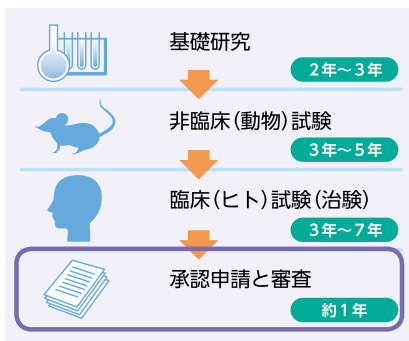 基礎研究
2年〜3年
非臨床（動物）試験
3年〜5年
臨床（ヒト）試験（治験）
3年〜7年
承認申請と審査
約1年